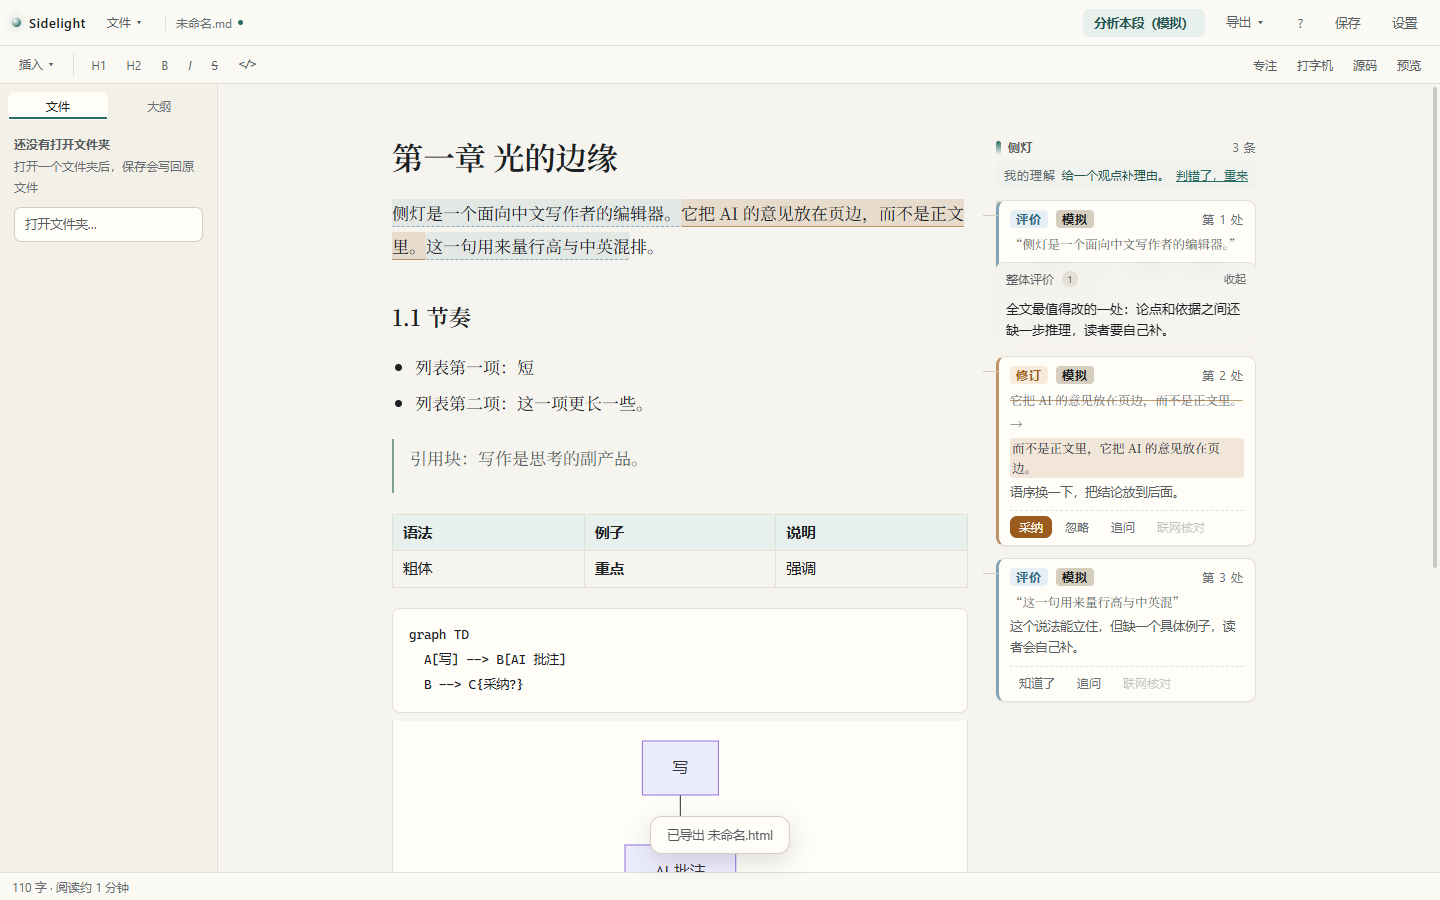 Sidelight 文件 未命名.md 分析本段（模拟） 导出 ? 保存 设置
插入 H1 H2 B I S </> 专注 打字机 源码 预览
文件 大纲
还没有打开文件夹
打开一个文件夹后，保存会写回原
文件
打开文件夹...
第一章 光的边缘
侧灯是一个面向中文写作者的编辑器。它把 AI 的意见放在页边，而不是正文
里。这一句用来量行高与中英混排。
1.1 节奏
列表第一项：短
列表第二项：这一项更长一些。
引用块：写作是思考的副产品。
语法 例子 说明
粗体 重点 强调
graph TD
A[写] --> B[AI 批注]
B --> C{采纳?}
写
AI 批注
已导出 未命名.html
侧灯 3 条
我的理解 给一个观点补理由。 判错了，重来
评价 模拟 第 1 处
“侧灯是一个面向中文写作者的编辑器。”
整体评价 1 收起
全文最值得改的一处：论点和依据之间还
缺一步推理，读者要自己补。
修订 模拟 第 2 处
它把 AI 的意见放在页边，而不是正文里。
→
而不是正文里，它把 AI 的意见放在页
边。
语序换一下，把结论放到后面。
采纳 忽略 追问 联网核对
评价 模拟 第 3 处
“这一句用来量行高与中英混”
这个说法能立住，但缺一个具体例子，读
者会自己补。
知道了 追问 联网核对
110 字 · 阅读约 1 分钟